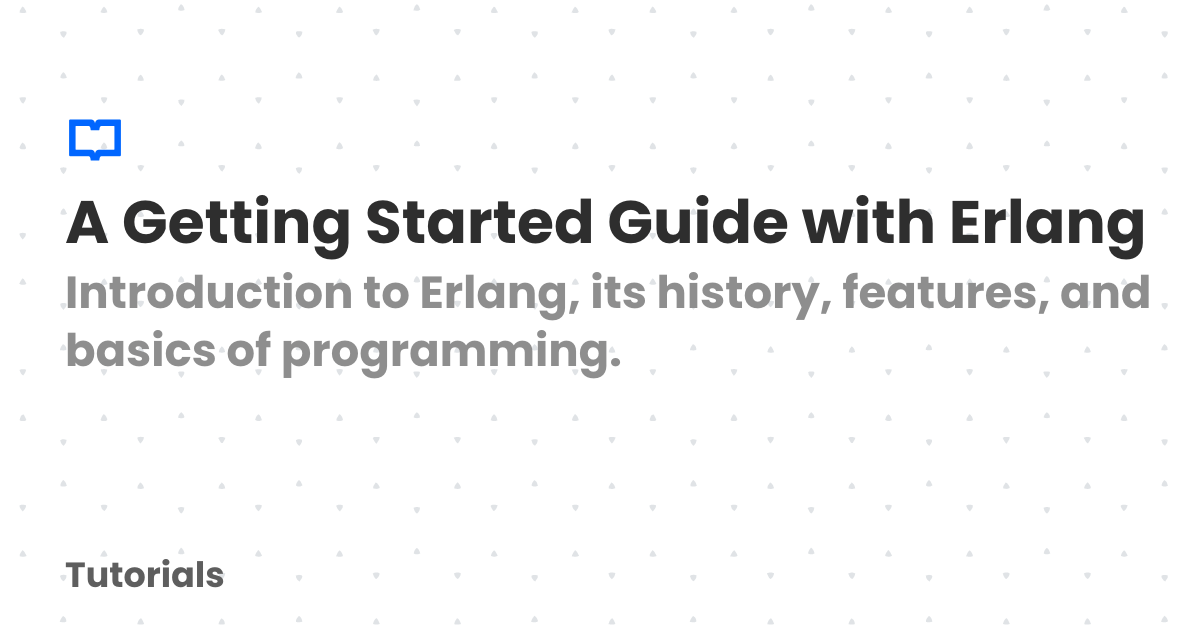 A Getting Started Guide with Erlang
Introduction to Erlang, its history, features, and
basics of programming.
Tutorials